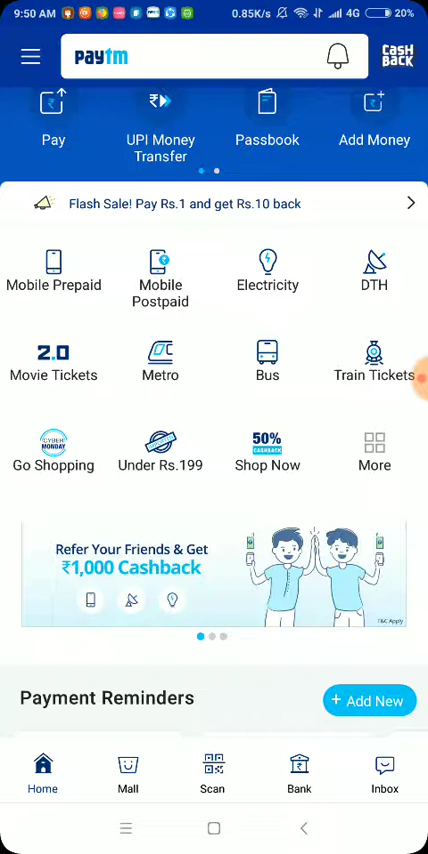 9:50 AM 0.85K/s 4G 20%
paytm
CASH
BACK
Pay
UPI Money
Transfer
Passbook
Add Money
Flash Sale! Pay Rs.1 and get Rs.10 back
Mobile Prepaid
Mobile
Postpaid
Electricity
DTH
2.0
Movie Tickets
Metro
Bus
Train Tickets
CYBER
MONDAY
Go Shopping
Under Rs.199
50%
CASHBACK
Shop Now
More
Refer Your Friends & Get
₹1,000 Cashback
T&C Apply
Payment Reminders
+ Add New
Home
Mall
Scan
Bank
Inbox